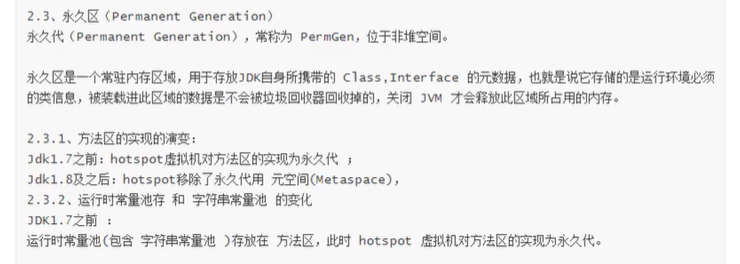 2.3、永久区（Permanent Generation）
永久代（Permanent Generation），常称为 PermGen，位于非堆空间。
永久区是一个常驻内存区域，用于存放JDK自身所携带的 Class,Interface 的元数据，也就是说它存储的是运行环境必须
的类信息，被装载进此区域的数据是不会被垃圾回收器回收掉的，关闭 JVM 才会释放此区域所占用的内存。
2.3.1、方法区的实现的演变：
Jdk1.7之前：hotspot虚拟机对方法区的实现为永久代 ；
Jdk1.8及之后：hotspot移除了永久代用 元空间(Metaspace)，
2.3.2、运行时常量池存 和 字符串常量池 的变化
JDK1.7之前 ：
运行时常量池(包含 字符串常量池 )存放在 方法区，此时 hotspot 虚拟机对方法区的实现为永久代。